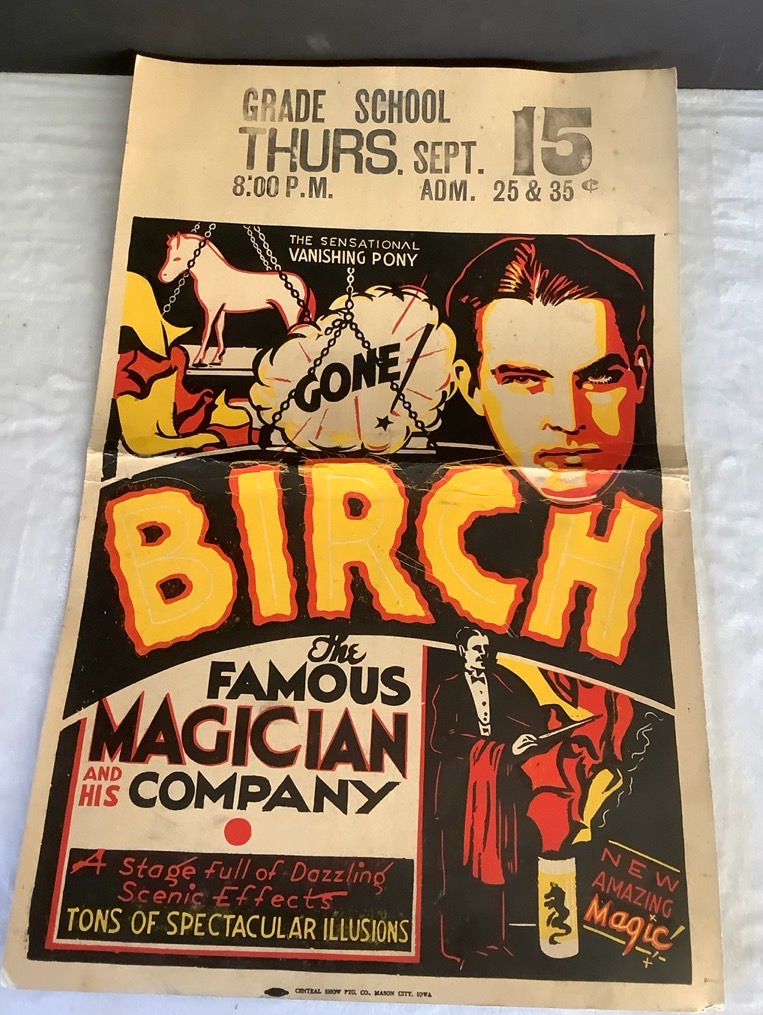 GRADE SCHOOL
THURS. SEPT. 15
8:00 P.M. ADM. 25 & 35 ¢
THE SENSATIONAL
VANISHING PONY
GONE
BIRCH
The
FAMOUS
MAGICIAN
AND HIS COMPANY
A Stage Full of Dazzling
Scenic Effects
TONS OF SPECTACULAR ILLUSIONS
NEW
AMAZING
Magic!
CENTRAL SHOW PTG. CO., MASON CITY, IOWA